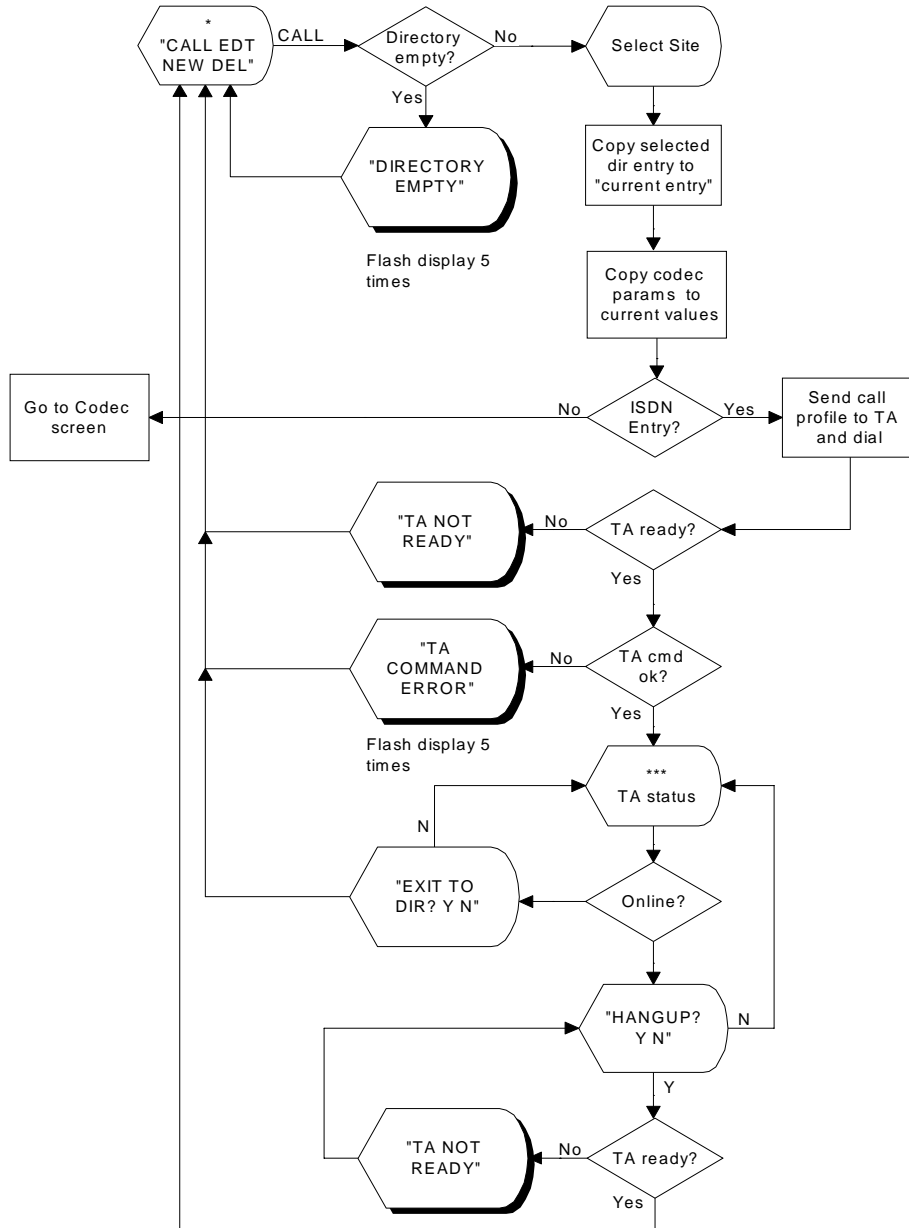 *
"CALL EDT
NEW DEL"
CALL
Directory
empty?
No
Select Site
Yes
"DIRECTORY
EMPTY"
Flash display 5
times
Copy selected
dir entry to
"current entry"
Copy codec
params to
current values
Go to Codec
screen
No
ISDN
Entry?
Yes
Send call
profile to TA
and dial
"TA NOT
READY"
No
TA ready?
Yes
"TA
COMMAND
ERROR"
No
TA cmd
ok?
Yes
Flash display 5
times
***
TA status
N
"EXIT TO
DIR? Y N"
Online?
"HANGUP?
Y N"
N
Y
"TA NOT
READY"
No
TA ready?
Yes